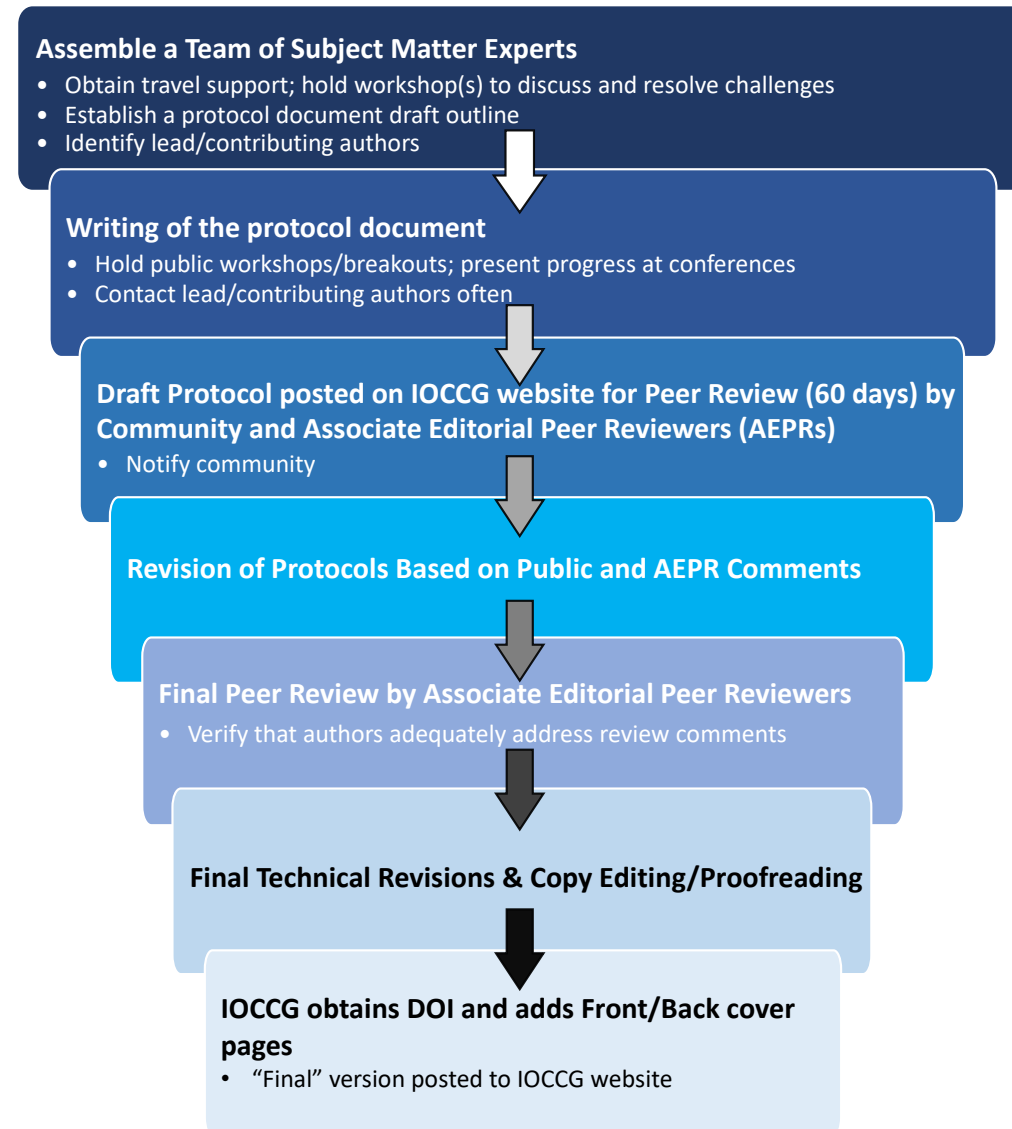 Assemble a Team of Subject Matter Experts
• Obtain travel support; hold workshop(s) to discuss and resolve challenges
• Establish a protocol document draft outline
• Identify lead/contributing authors
Writing of the protocol document
• Hold public workshops/breakouts; present progress at conferences
• Contact lead/contributing authors often
Draft Protocol posted on IOCCG website for Peer Review (60 days) by
Community and Associate Editorial Peer Reviewers (AEPRs)
• Notify community
Revision of Protocols Based on Public and AEPR Comments
Final Peer Review by Associate Editorial Peer Reviewers
• Verify that authors adequately address review comments
Final Technical Revisions & Copy Editing/Proofreading
IOCCG obtains DOI and adds Front/Back cover
pages
• “Final” version posted to IOCCG website